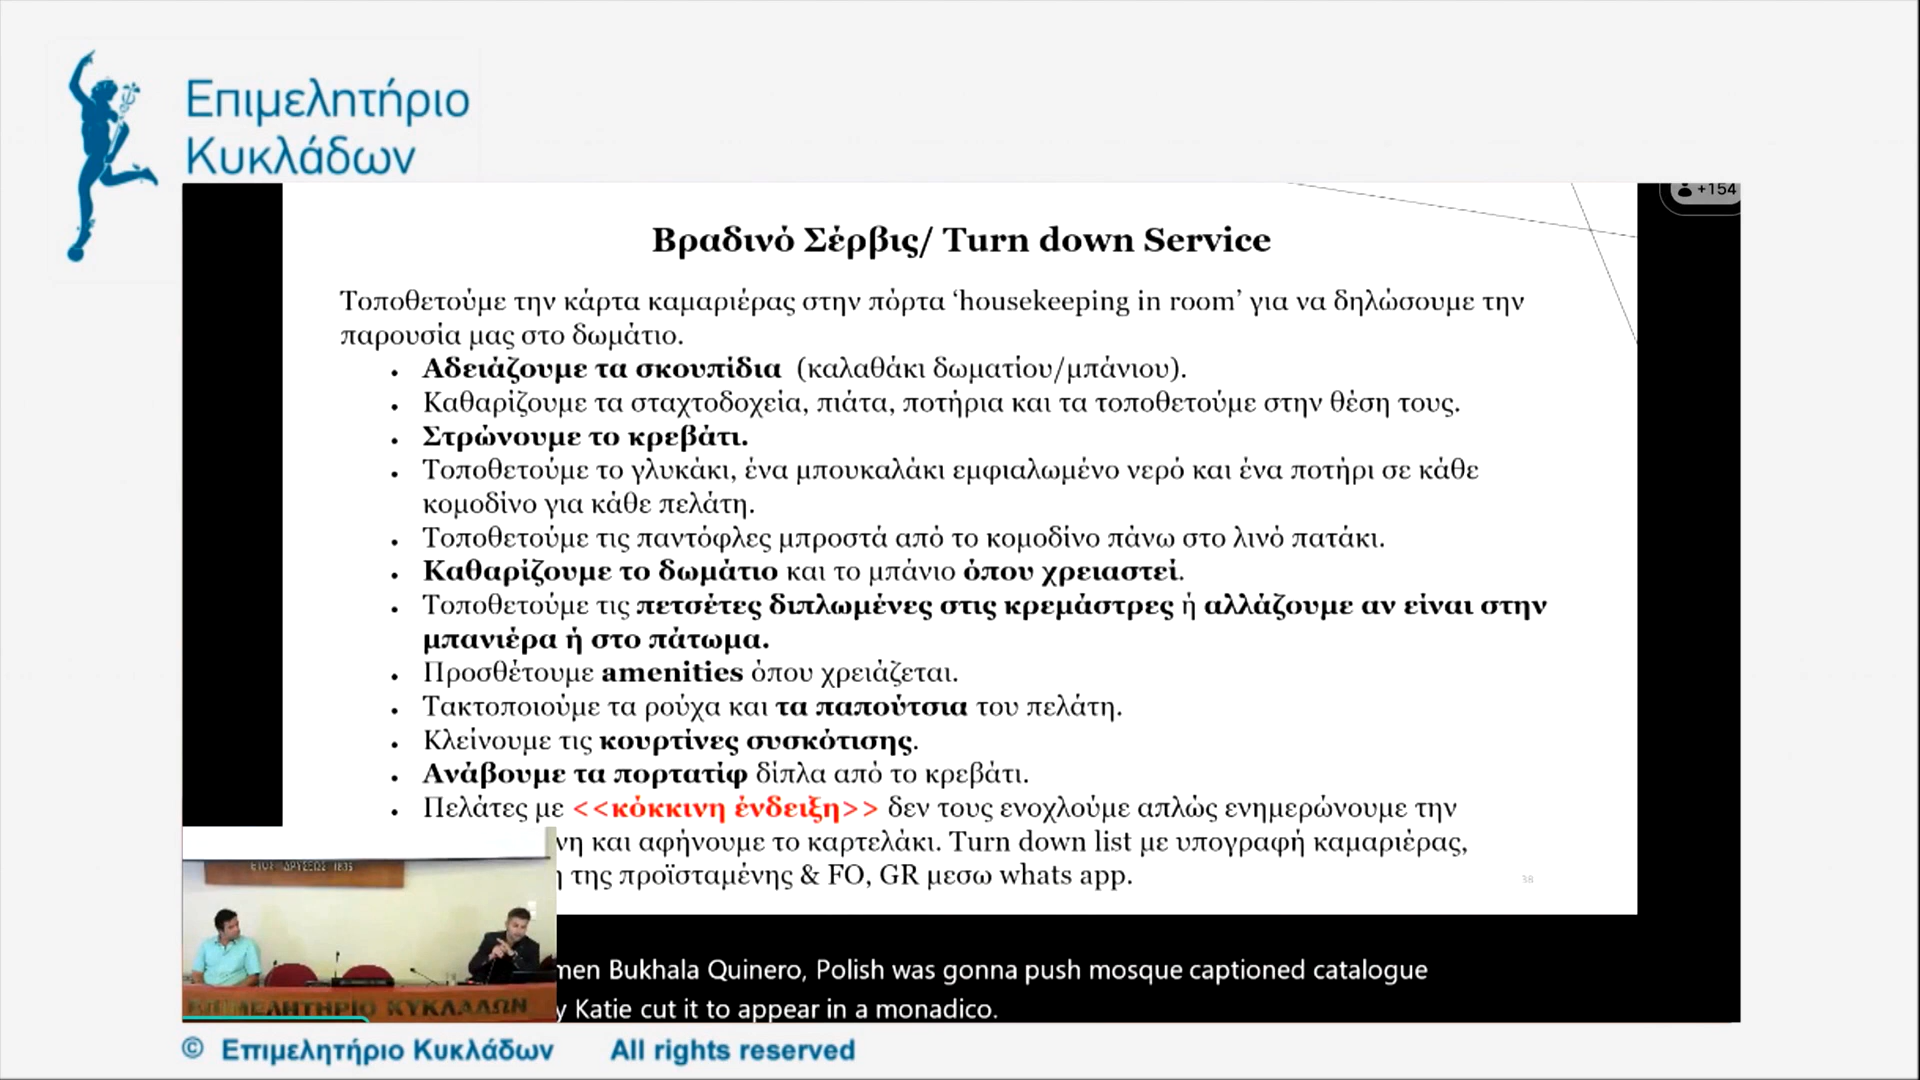 Επιμελητήριο
Κυκλάδων
+154
Βραδινό Σέρβις/ Turn down Service
Τοποθετούμε την κάρτα καμαριέρας στην πόρτα ‘housekeeping in room’ για να δηλώσουμε την
παρουσία μας στο δωμάτιο.
• Αδειάζουμε τα σκουπίδια (καλαθάκι δωματίου/μπάνιου).
• Καθαρίζουμε τα σταχτοδοχεία, πιάτα, ποτήρια και τα τοποθετούμε στην θέση τους.
• Στρώνουμε το κρεβάτι.
• Τοποθετούμε το γλυκάκι, ένα μπουκαλάκι εμφιαλωμένο νερό και ένα ποτήρι σε κάθε
κομοδίνο για κάθε πελάτη.
• Τοποθετούμε τις παντόφλες μπροστά από το κομοδίνο πάνω στο λινό πατάκι.
• Καθαρίζουμε το δωμάτιο και το μπάνιο όπου χρειαστεί.
• Τοποθετούμε τις πετσέτες διπλωμένες στις κρεμάστρες ή αλλάζουμε αν είναι στην
μπανιέρα ή στο πάτωμα.
• Προσθέτουμε amenities όπου χρειάζεται.
• Τακτοποιούμε τα ρούχα και τα παπούτσια του πελάτη.
• Κλείνουμε τις κουρτίνες συσκότισης.
• Ανάβουμε τα πορτατίφ δίπλα από το κρεβάτι.
• Πελάτες με <<κόκκινη ένδειξη>> δεν τους ενοχλούμε απλώς ενημερώνουμε την
νη και αφήνουμε το καρτελάκι. Turn down list με υπογραφή καμαριέρας,
η της προϊσταμένης & FO, GR μεσω whats app.
38
ΕΤΟΣ ΙΔΡΥΣΕΩΣ 1835
men Bukhala Quinero, Polish was gonna push mosque captioned catalogue
y Katie cut it to appear in a monadico.
ΕΠΙΜΕΛΗΤΗΡΙΟ ΚΥΚΛΑΔΩΝ
© Επιμελητήριο Κυκλάδων All rights reserved